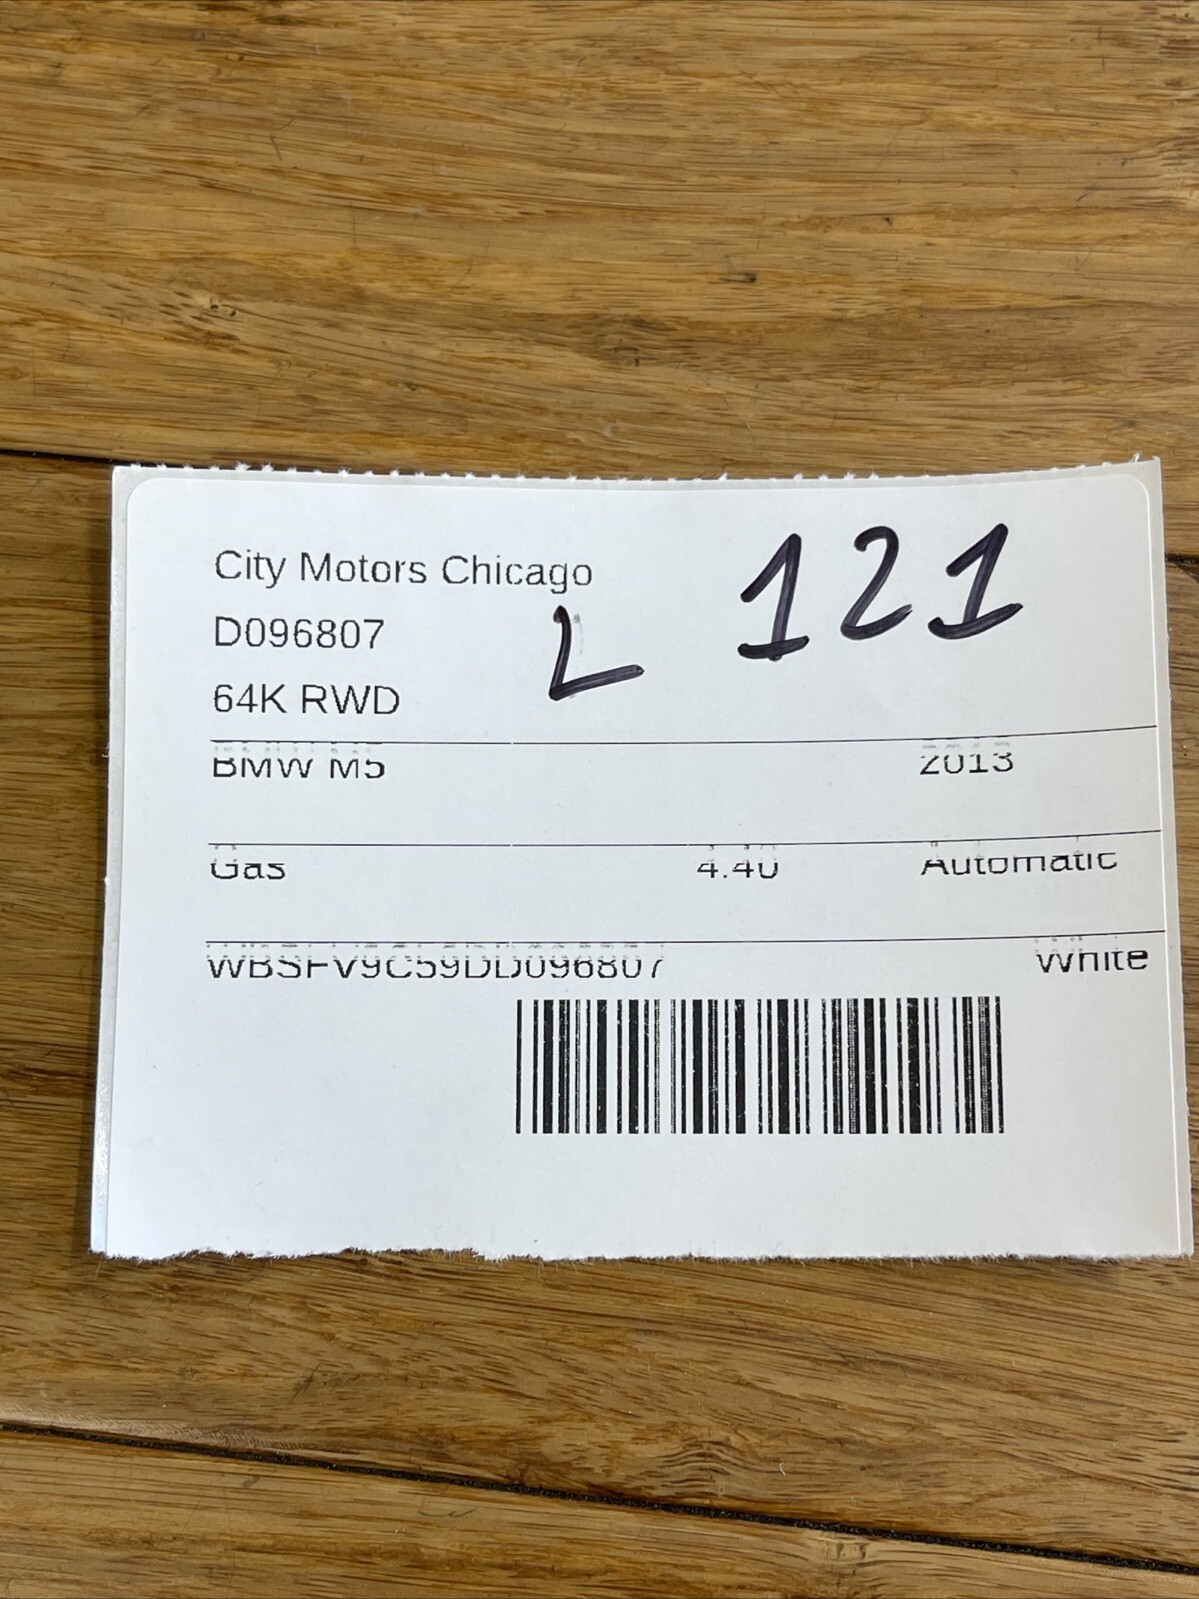 City Motors Chicago
121
D096807
L
64K RWD
BMW M5 2013
Gas 4.40 Automatic
WBSFV9C59DD096807 White